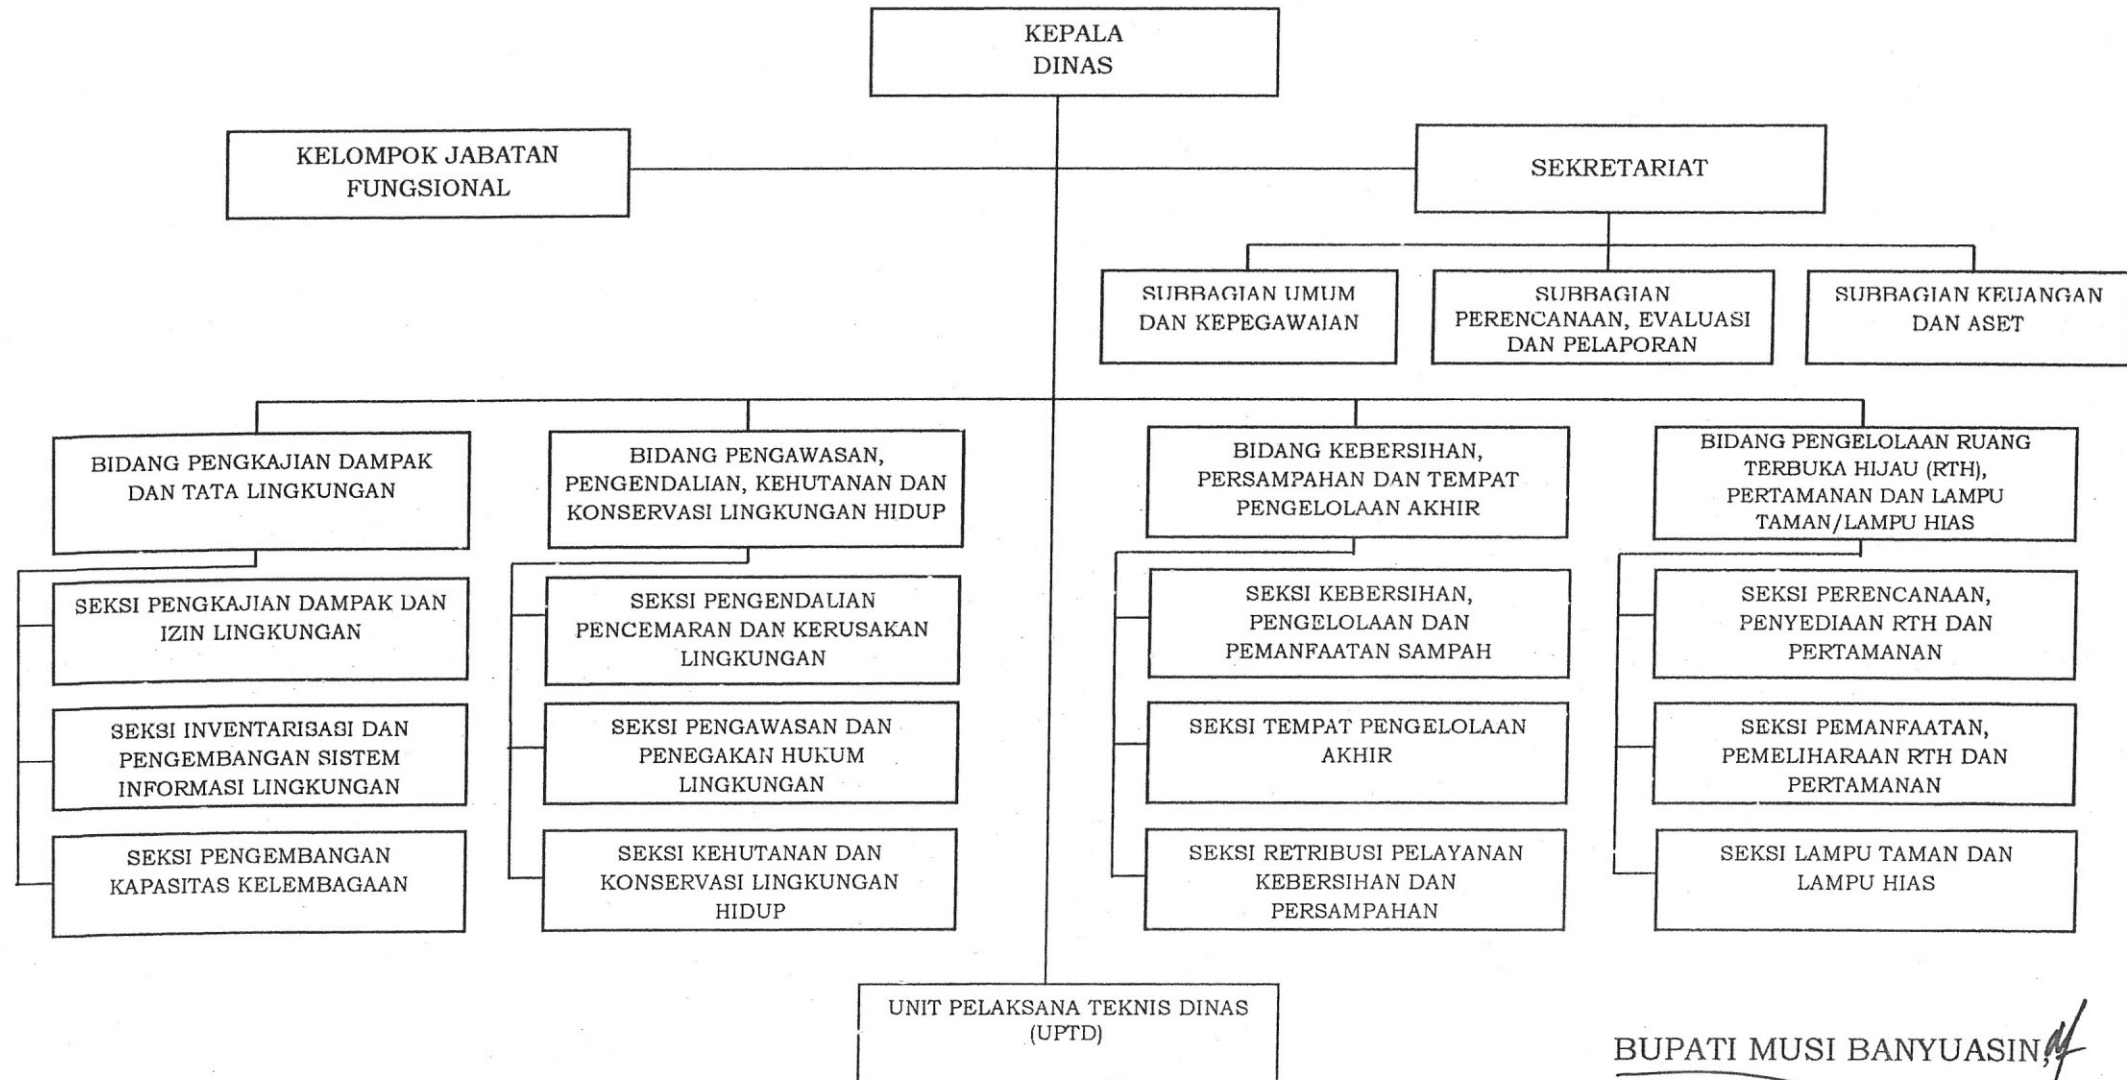 KEPALA
DINAS
KELOMPOK JABATAN
FUNGSIONAL
SEKRETARIAT
SUBBAGIAN UMUM
DAN KEPEGAWAIAN
SUBBAGIAN
PERENCANAAN, EVALUASI
DAN PELAPORAN
SUBBAGIAN KEUANGAN
DAN ASET
BIDANG PENGKAJIAN DAMPAK
DAN TATA LINGKUNGAN
BIDANG PENGAWASAN,
PENGENDALIAN, KEHUTANAN DAN
KONSERVASI LINGKUNGAN HIDUP
BIDANG KEBERSIHAN,
PERSAMPAHAN DAN TEMPAT
PENGELOLAAN AKHIR
BIDANG PENGELOLAAN RUANG
TERBUKA HIJAU (RTH),
PERTAMANAN DAN LAMPU
TAMAN/LAMPU HIAS
SEKSI PENGKAJIAN DAMPAK DAN
IZIN LINGKUNGAN
SEKSI INVENTARISASI DAN
PENGEMBANGAN SISTEM
INFORMASI LINGKUNGAN
SEKSI PENGEMBANGAN
KAPASITAS KELEMBAGAAN
SEKSI PENGENDALIAN
PENCEMARAN DAN KERUSAKAN
LINGKUNGAN
SEKSI PENGAWASAN DAN
PENEGAKAN HUKUM
LINGKUNGAN
SEKSI KEHUTANAN DAN
KONSERVASI LINGKUNGAN
HIDUP
SEKSI KEBERSIHAN,
PENGELOLAAN DAN
PEMANFAATAN SAMPAH
SEKSI TEMPAT PENGELOLAAN
AKHIR
SEKSI RETRIBUSI PELAYANAN
KEBERSIHAN DAN
PERSAMPAHAN
SEKSI PERENCANAAN,
PENYEDIAAN RTH DAN
PERTAMANAN
SEKSI PEMANFAATAN,
PEMELIHARAAN RTH DAN
PERTAMANAN
SEKSI LAMPU TAMAN DAN
LAMPU HIAS
UNIT PELAKSANA TEKNIS DINAS
(UPTD)
BUPATI MUSI BANYUASIN,